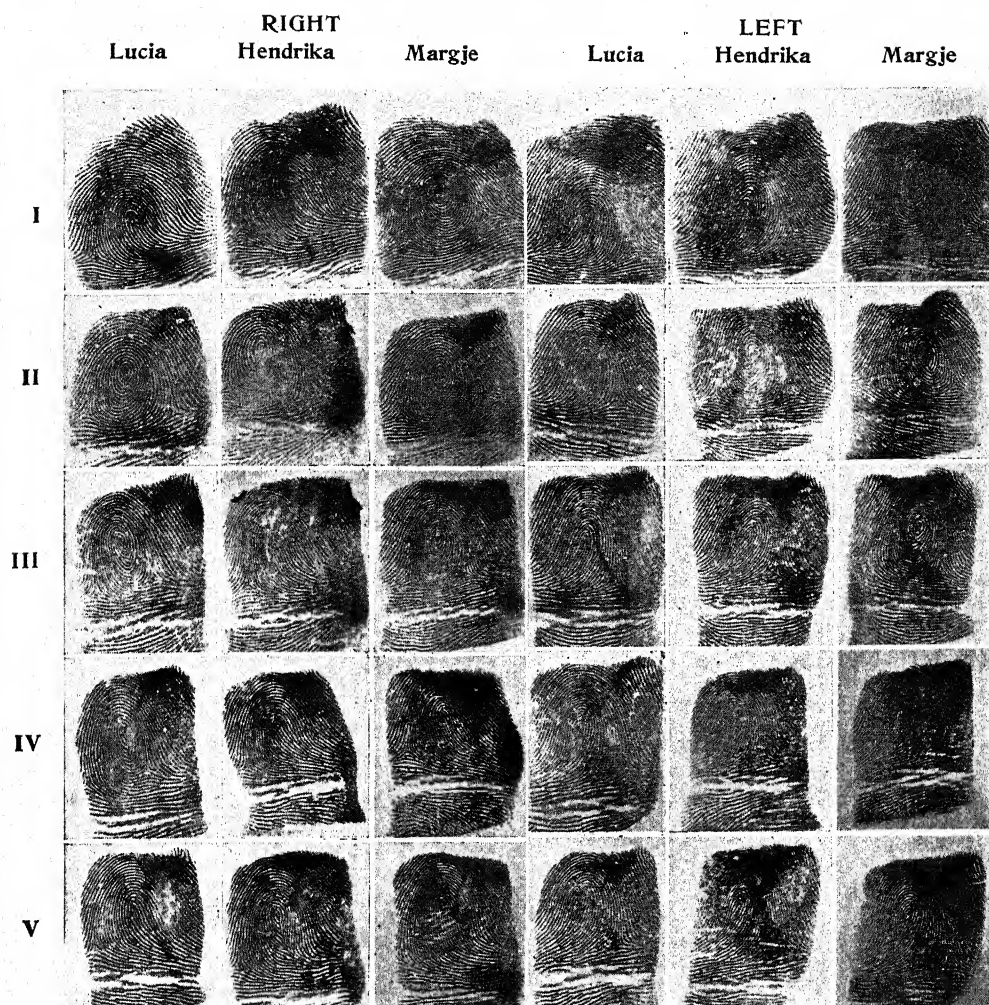 RIGHT LEFT
Lucia Hendrika Margje Lucia Hendrika Margje
I
II
III
IV
V